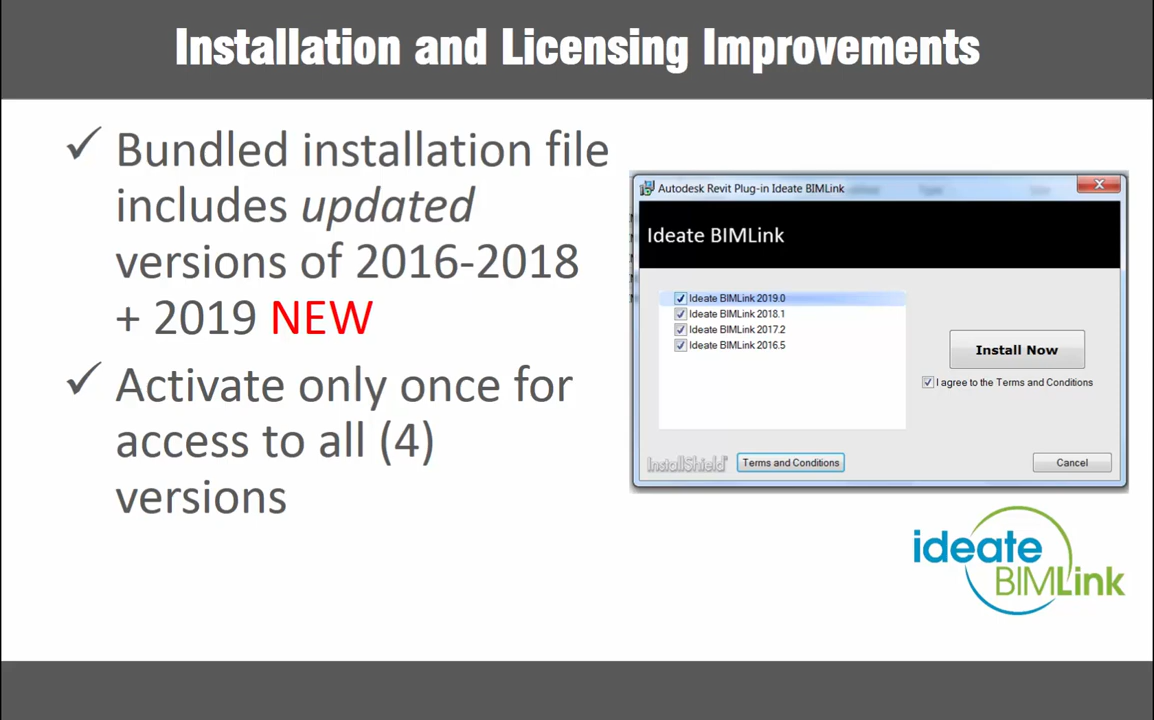 Installation and Licensing Improvements
✓ Bundled installation file
includes updated
versions of 2016-2018
+ 2019 NEW
✓ Activate only once for
access to all (4)
versions
Autodesk Revit Plug-in Ideate BIMLink
Ideate BIMLink
Ideate BIMLink 2019.0
Ideate BIMLink 2018.1
Ideate BIMLink 2017.2
Ideate BIMLink 2016.5
Install Now
I agree to the Terms and Conditions
InstallShield
Terms and Conditions
Cancel
ideate
BIMLink